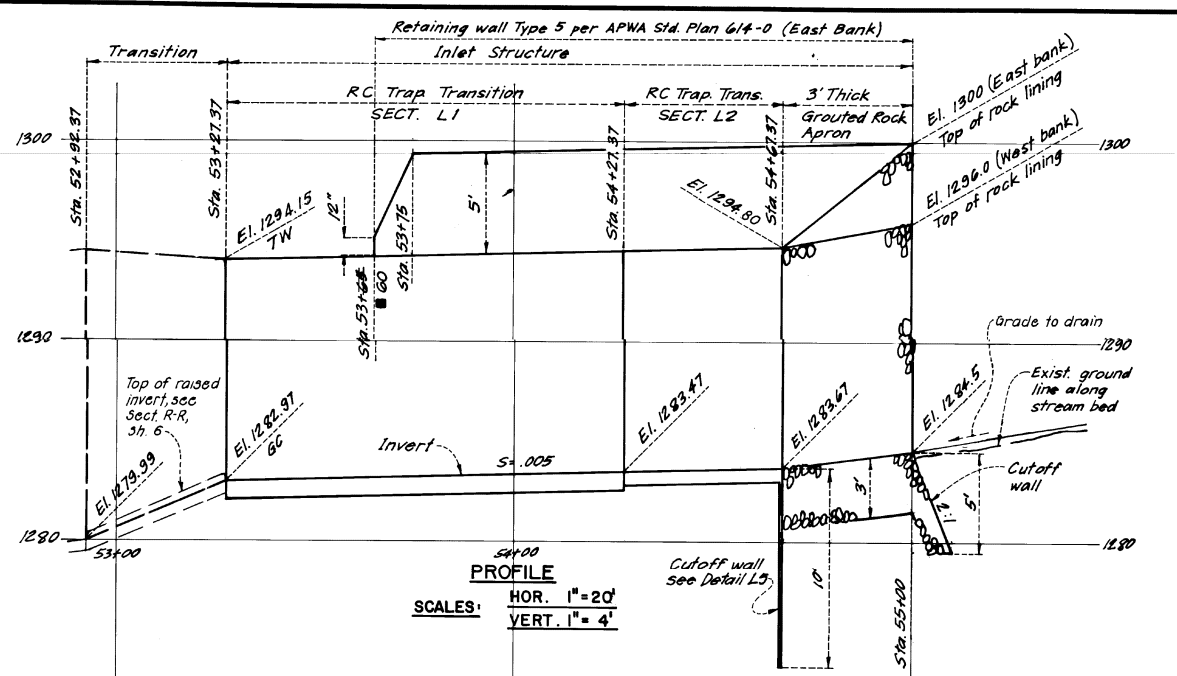 Retaining wall Type 5 per APWA Std. Plan 614-0 (East Bank)
Transition
Inlet Structure
RC Trap. Transition
SECT. L1
RC Trap. Trans.
SECT. L2
3' Thick
Grouted Rock
Apron
El. 1300 (East bank)
Top of rock lining
El. 1296.0 (West bank)
Top of rock lining
1300
1300
Sta. 52+92.37
Sta. 53+27.37
El. 1294.15
TW
12"
Sta. 53+75
5'
Sta. 54+27.37
El. 1294.80
Sta. 54+67.37
Sta. 53+65
60
1290
1290
Grade to drain
Exist. ground
line along
stream bed
Top of raised
invert, see
Sect. R-R,
Sh. 6
El. 1279.99
El. 1282.97
GC
Invert
S= .005
El. 1283.47
El. 1283.67
El. 1284.5
Cutoff
wall
3'
2:1
5'
10'
1280
1280
53+00
54+00
Cutoff wall
see Detail L5
Sta. 55+00
PROFILE
SCALES: HOR. 1"=20'
VERT. 1"= 4'